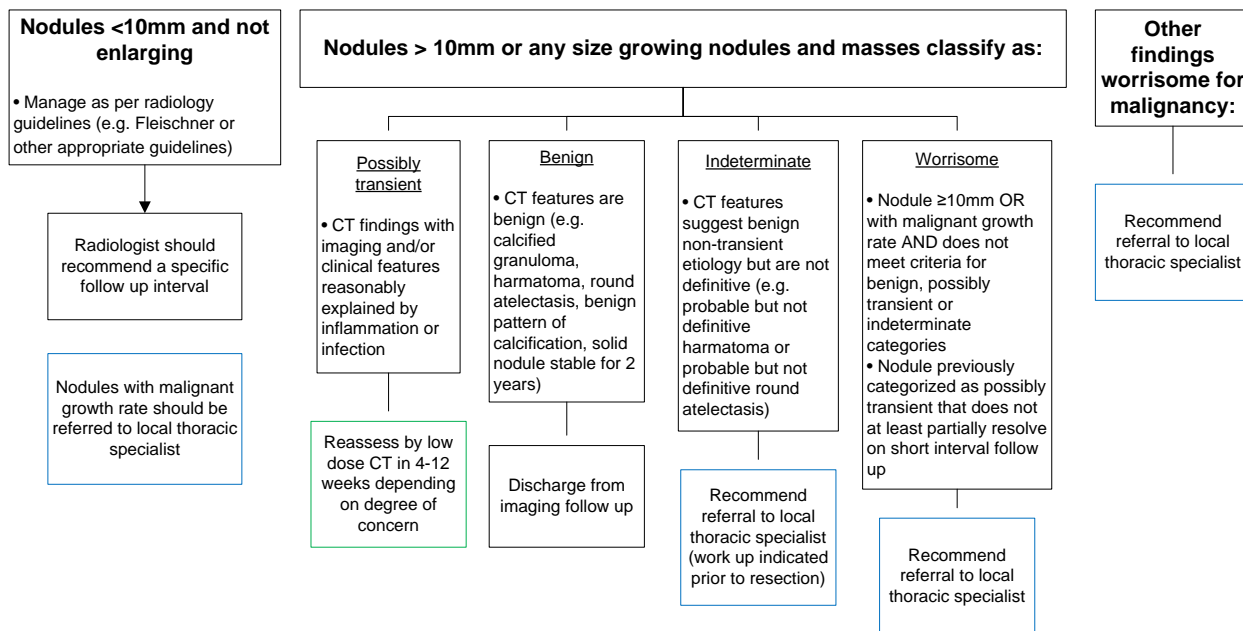 Nodules <10mm and not
enlarging
• Manage as per radiology
guidelines (e.g. Fleischner or
other appropriate guidelines)
Radiologist should
recommend a specific
follow up interval
Nodules with malignant
growth rate should be
referred to local thoracic
specialist
Nodules > 10mm or any size growing nodules and masses classify as:
Possibly
transient
• CT findings with
imaging and/or
clinical features
reasonably
explained by
inflammation or
infection
Reassess by low
dose CT in 4-12
weeks depending
on degree of
concern
Benign
• CT features are
benign (e.g.
calcified
granuloma,
harmatoma, round
atelectasis, benign
pattern of
calcification, solid
nodule stable for 2
years)
Discharge from
imaging follow up
Indeterminate
• CT features
suggest benign
non-transient
etiology but are not
definitive (e.g.
probable but not
definitive
harmatoma or
probable but not
definitive round
atelectasis)
Recommend
referral to local
thoracic specialist
(work up indicated
prior to resection)
Worrisome
• Nodule ≥10mm OR
with malignant growth
rate AND does not
meet criteria for
benign, possibly
transient or
indeterminate
categories
• Nodule previously
categorized as possibly
transient that does not
at least partially resolve
on short interval follow
up
Recommend
referral to local
thoracic specialist
Other
findings
worrisome for
malignancy:
Recommend
referral to local
thoracic specialist